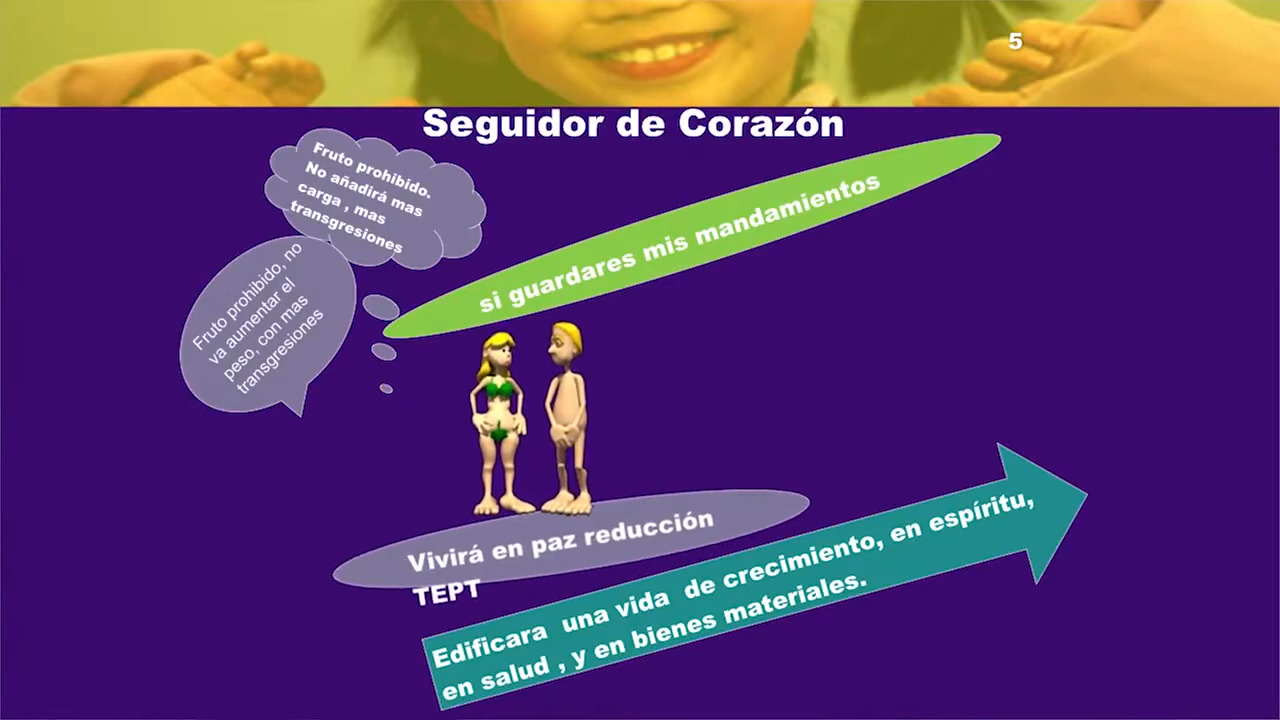 5
Seguidor de Corazón
Fruto prohibido.
No añadirá mas
carga , mas
transgresiones
si guardares mis mandamientos
Fruto prohibido, no
va aumentar el
peso, con mas
transgresiones
Vivirá en paz reducción
TEPT
Edificara una vida de crecimiento, en espíritu,
en salud , y en bienes materiales.